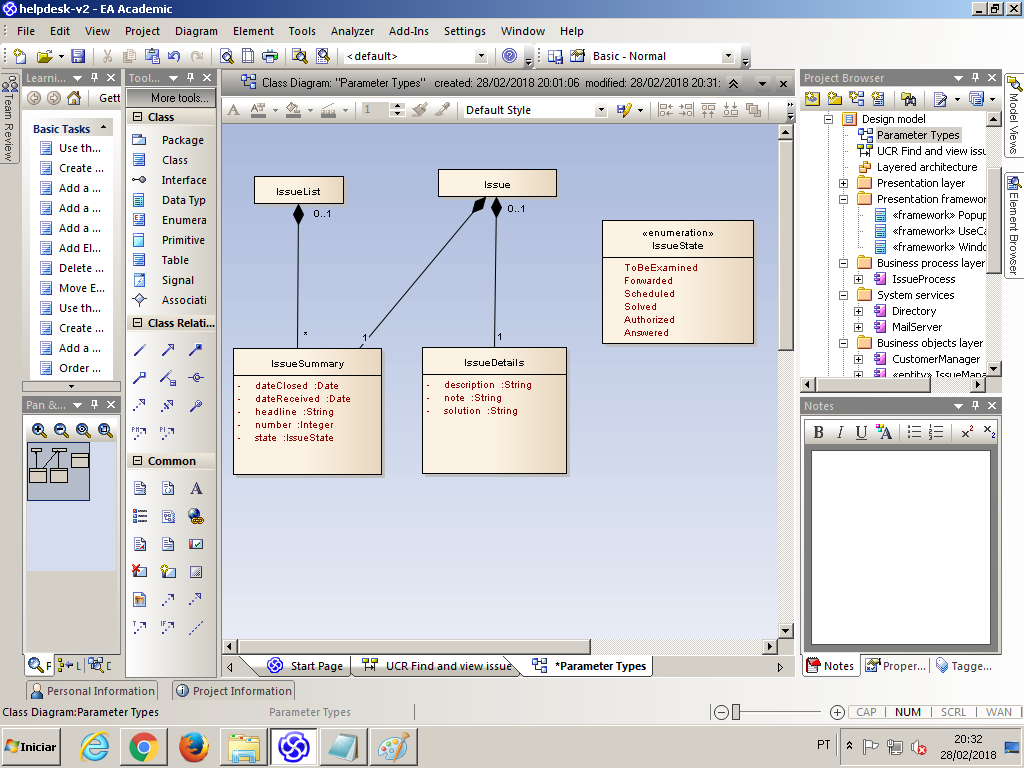 helpdesk-v2 - EA Academic
File Edit View Project Diagram Element Tools Analyzer Add-Ins Settings Window Help
<default> Basic - Normal
Team Review
Learni...
Gett
Basic Tasks
Use th...
Create ...
Add a ...
Add a ...
Add a ...
Add El...
Delete ...
Move E...
Use th...
Create ...
Add a ...
Order ...
Pan &...
F
L
Tool...
More tools...
Class
Package
Class
Interface
Data Typ
Enumera
Primitive
Table
Signal
Associati
Class Relati...
Common
Class Diagram: "Parameter Types" created: 28/02/2018 20:01:06 modified: 28/02/2018 20:31:
1 Default Style
IssueList
0..1
*
Issue
0..1
1
1
«enumeration»
IssueState
ToBeExamined
Forwarded
Scheduled
Solved
Authorized
Answered
IssueSummary
- dateClosed :Date
- dateReceived :Date
- headline :String
- number :Integer
- state :IssueState
IssueDetails
- description :String
- note :String
- solution :String
Start Page UCR Find and view issue *Parameter Types
Project Browser
Design model
Parameter Types
UCR Find and view issu
Layered architecture
Presentation layer
Presentation framework
«framework» Popup
«framework» UseCa
«framework» Windo
Business process layer
IssueProcess
System services
Directory
MailServer
Business objects layer
CustomerManager
«entity» IssueMana
Model Views
Element Browser
Notes
B I U A
Notes Proper... Tagge...
Personal Information Project Information
Class Diagram:Parameter Types Parameter Types CAP NUM SCRL WAN
Iniciar PT 20:32
28/02/2018